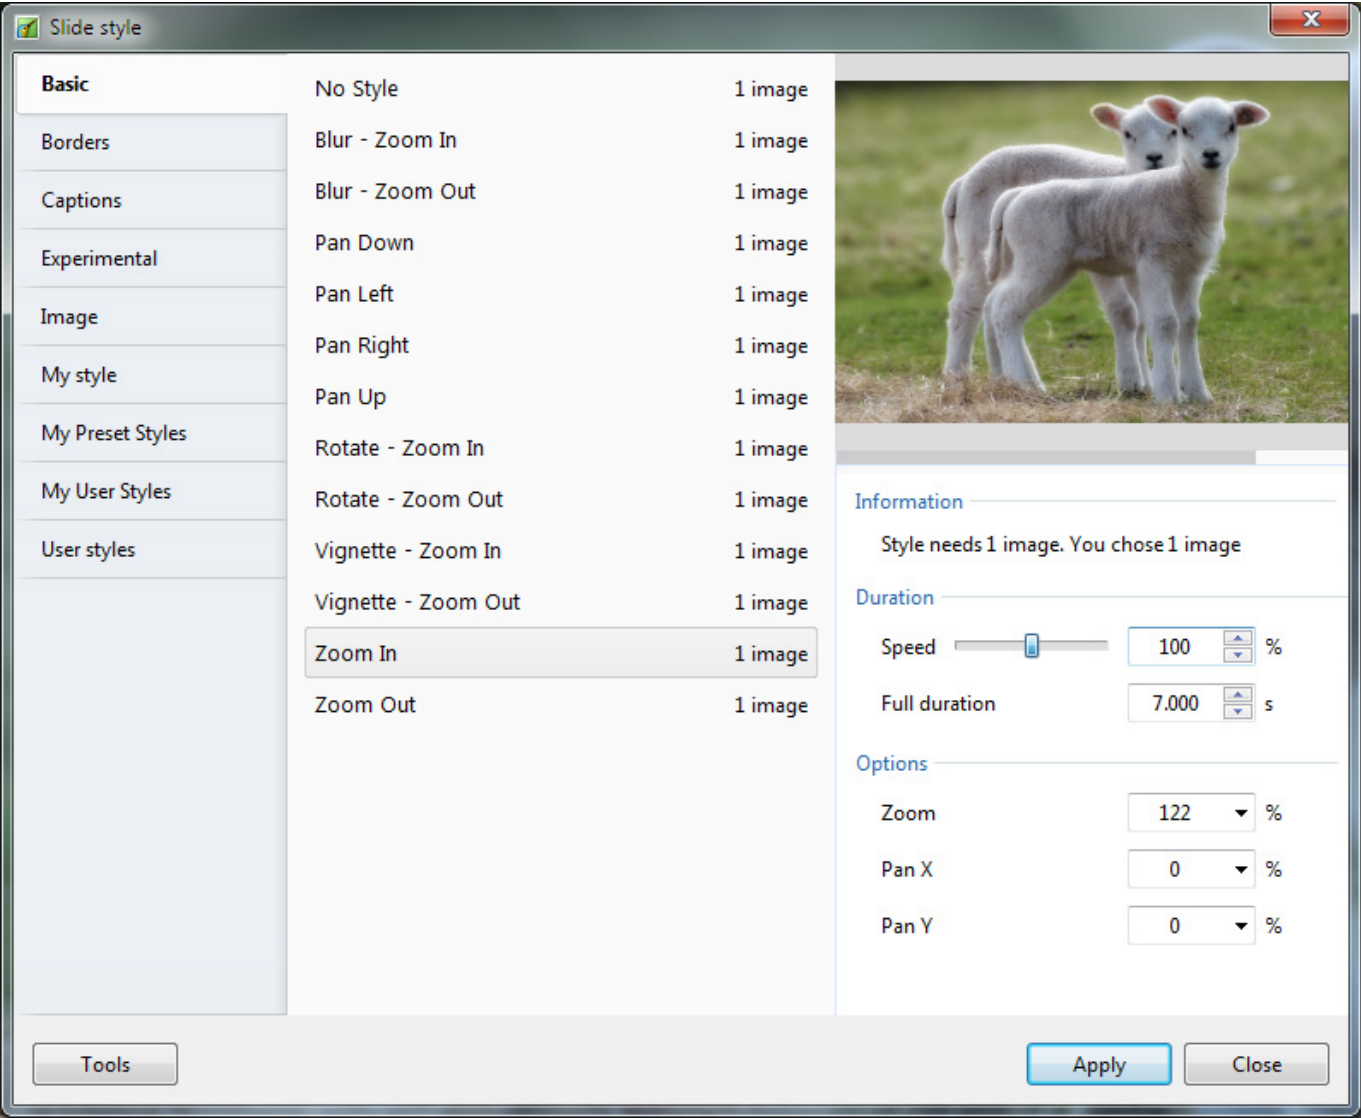 Slide style
Basic
Borders
Captions
Experimental
Image
My style
My Preset Styles
My User Styles
User styles
No Style 1 image
Blur - Zoom In 1 image
Blur - Zoom Out 1 image
Pan Down 1 image
Pan Left 1 image
Pan Right 1 image
Pan Up 1 image
Rotate - Zoom In 1 image
Rotate - Zoom Out 1 image
Vignette - Zoom In 1 image
Vignette - Zoom Out 1 image
Zoom In 1 image
Zoom Out 1 image
Information
Style needs 1 image. You chose 1 image
Duration
Speed 100 %
Full duration 7.000 s
Options
Zoom 122 %
Pan X 0 %
Pan Y 0 %
Tools Apply Close